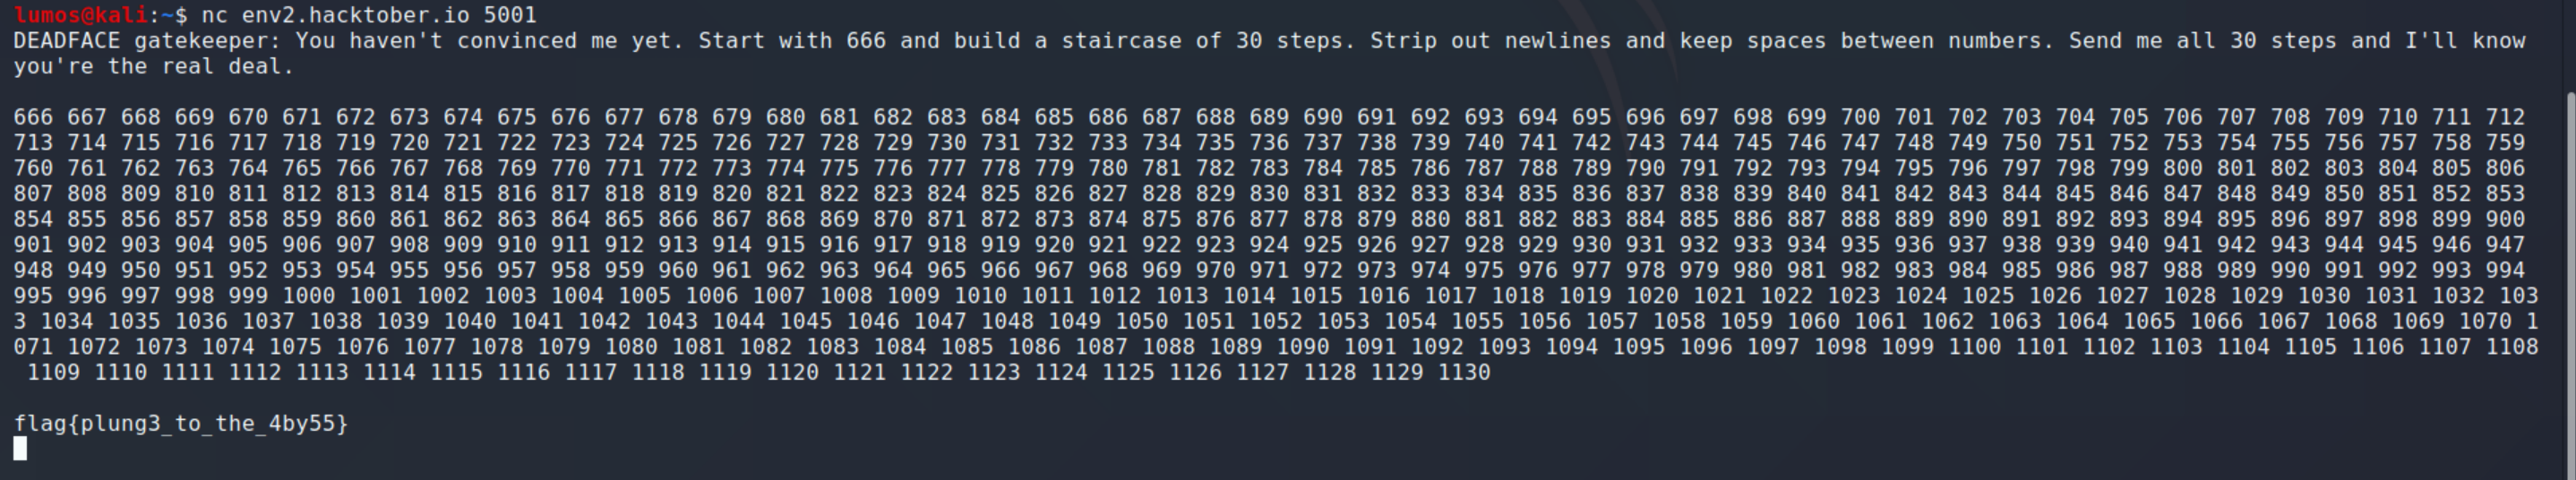 lumos@kali:~$ nc env2.hacktober.io 5001
DEADFACE gatekeeper: You haven't convinced me yet. Start with 666 and build a staircase of 30 steps. Strip out newlines and keep spaces between numbers. Send me all 30 steps and I'll know
you're the real deal.
666 667 668 669 670 671 672 673 674 675 676 677 678 679 680 681 682 683 684 685 686 687 688 689 690 691 692 693 694 695 696 697 698 699 700 701 702 703 704 705 706 707 708 709 710 711 712
713 714 715 716 717 718 719 720 721 722 723 724 725 726 727 728 729 730 731 732 733 734 735 736 737 738 739 740 741 742 743 744 745 746 747 748 749 750 751 752 753 754 755 756 757 758 759
760 761 762 763 764 765 766 767 768 769 770 771 772 773 774 775 776 777 778 779 780 781 782 783 784 785 786 787 788 789 790 791 792 793 794 795 796 797 798 799 800 801 802 803 804 805 806
807 808 809 810 811 812 813 814 815 816 817 818 819 820 821 822 823 824 825 826 827 828 829 830 831 832 833 834 835 836 837 838 839 840 841 842 843 844 845 846 847 848 849 850 851 852 853
854 855 856 857 858 859 860 861 862 863 864 865 866 867 868 869 870 871 872 873 874 875 876 877 878 879 880 881 882 883 884 885 886 887 888 889 890 891 892 893 894 895 896 897 898 899 900
901 902 903 904 905 906 907 908 909 910 911 912 913 914 915 916 917 918 919 920 921 922 923 924 925 926 927 928 929 930 931 932 933 934 935 936 937 938 939 940 941 942 943 944 945 946 947
948 949 950 951 952 953 954 955 956 957 958 959 960 961 962 963 964 965 966 967 968 969 970 971 972 973 974 975 976 977 978 979 980 981 982 983 984 985 986 987 988 989 990 991 992 993 994
995 996 997 998 999 1000 1001 1002 1003 1004 1005 1006 1007 1008 1009 1010 1011 1012 1013 1014 1015 1016 1017 1018 1019 1020 1021 1022 1023 1024 1025 1026 1027 1028 1029 1030 1031 1032 103
3 1034 1035 1036 1037 1038 1039 1040 1041 1042 1043 1044 1045 1046 1047 1048 1049 1050 1051 1052 1053 1054 1055 1056 1057 1058 1059 1060 1061 1062 1063 1064 1065 1066 1067 1068 1069 1070 1
071 1072 1073 1074 1075 1076 1077 1078 1079 1080 1081 1082 1083 1084 1085 1086 1087 1088 1089 1090 1091 1092 1093 1094 1095 1096 1097 1098 1099 1100 1101 1102 1103 1104 1105 1106 1107 1108
1109 1110 1111 1112 1113 1114 1115 1116 1117 1118 1119 1120 1121 1122 1123 1124 1125 1126 1127 1128 1129 1130
flag{plung3_to_the_4by55}